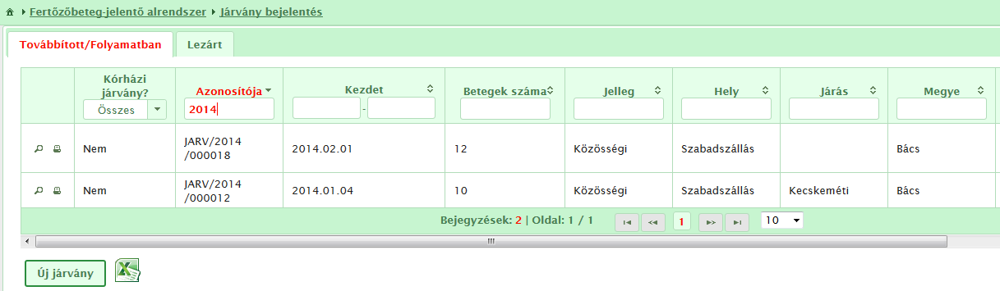 Fertőzőbeteg-jelentő alrendszer Járvány bejelentés
Továbbított/Folyamatban Lezárt
Kórházi járvány? Azonosítója Kezdet Betegek száma Jelleg Hely Járás Megye
Összes 2014 -
Nem JARV/2014 /000018 2014.02.01 12 Közösségi Szabadszállás Bács
Nem JARV/2014 /000012 2014.01.04 10 Közösségi Szabadszállás Kecskeméti Bács
Bejegyzések: 2 | Oldal: 1 / 1 1 10
Új járvány